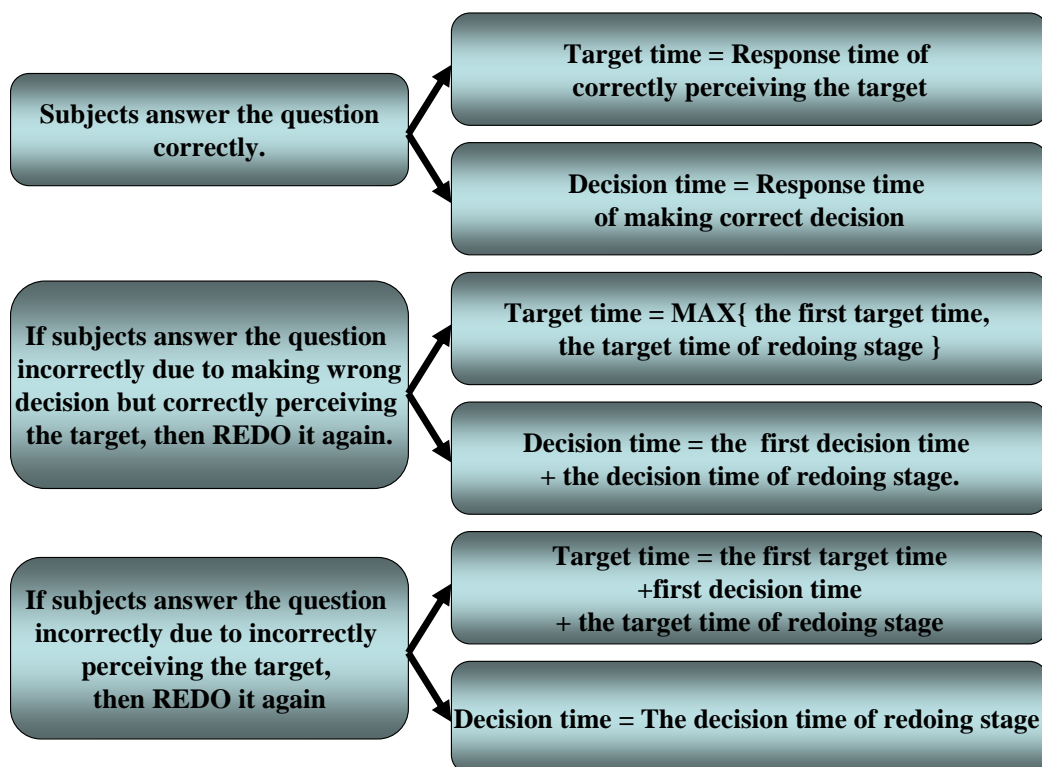 Subjects answer the question
correctly.
Target time = Response time of
correctly perceiving the target
Decision time = Response time
of making correct decision
If subjects answer the question
incorrectly due to making wrong
decision but correctly perceiving
the target, then REDO it again.
Target time = MAX{ the first target time,
the target time of redoing stage }
Decision time = the first decision time
+ the decision time of redoing stage.
If subjects answer the question
incorrectly due to incorrectly
perceiving the target,
then REDO it again
Target time = the first target time
+first decision time
+ the target time of redoing stage
Decision time = The decision time of redoing stage